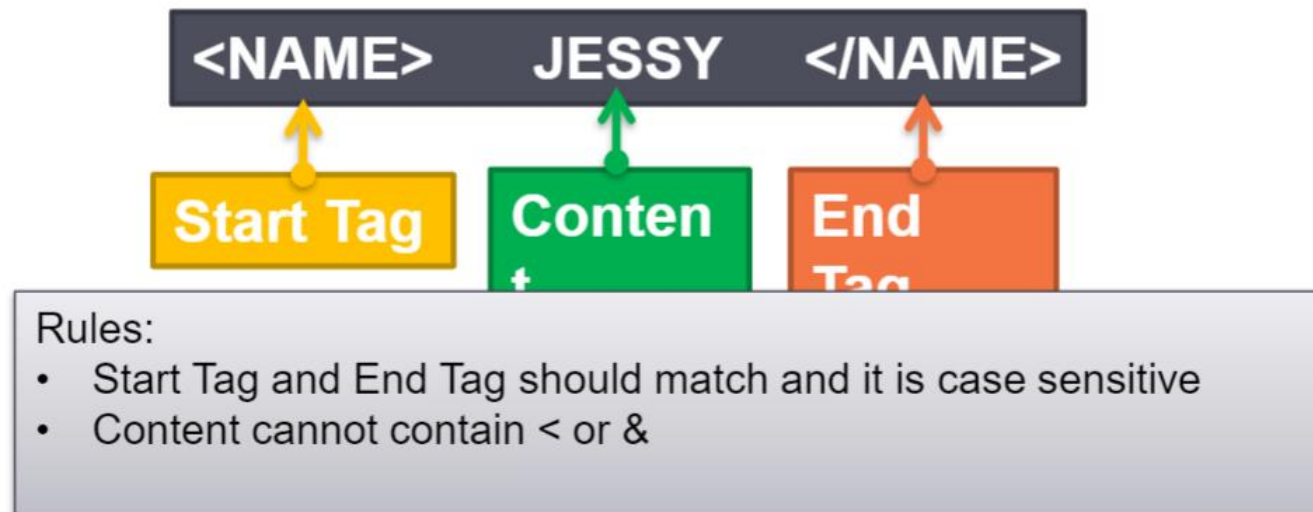 <NAME> JESSY </NAME>
Start Tag
Conten
t
End
Tag
Rules:
• Start Tag and End Tag should match and it is case sensitive
• Content cannot contain < or &